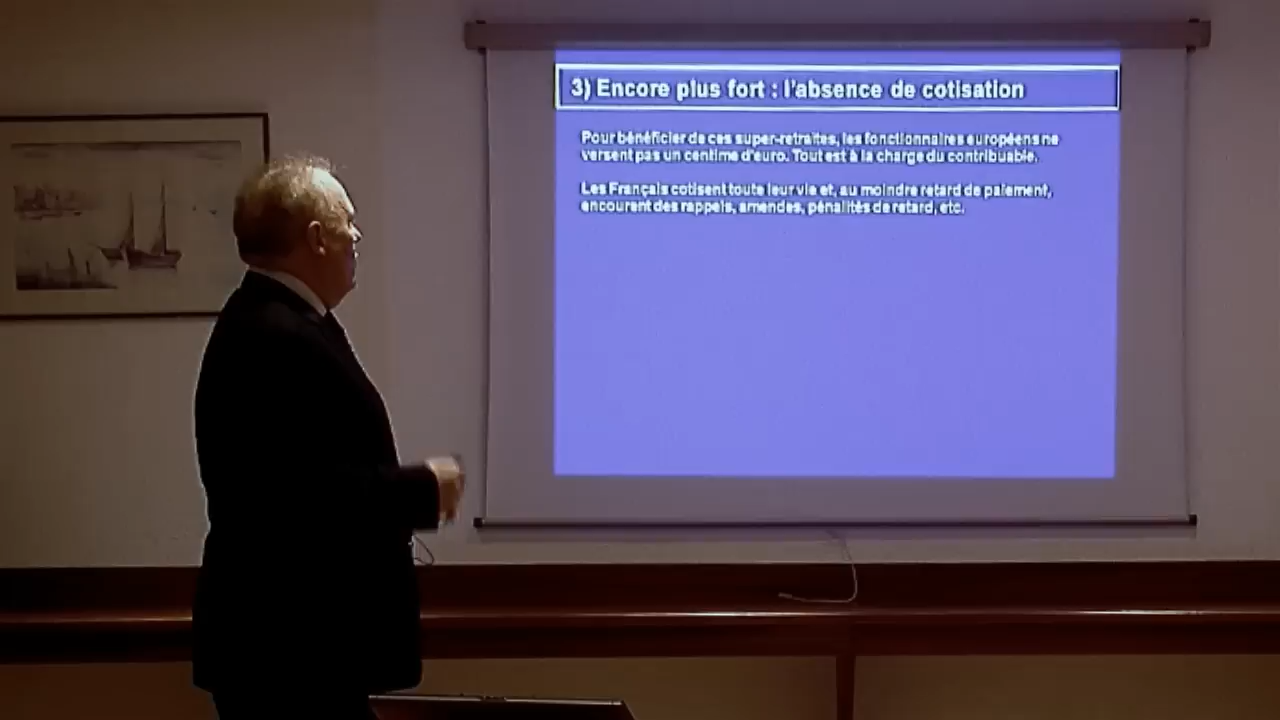 3) Encore plus fort : l'absence de cotisation
Pour bénéficier de ces super-retraites, les fonctionnaires européens ne
versent pas un centime d'euro. Tout est à la charge du contribuable.
Les Français cotisent toute leur vie et, au moindre retard de paiement,
encourent des rappels, amendes, pénalités de retard, etc.